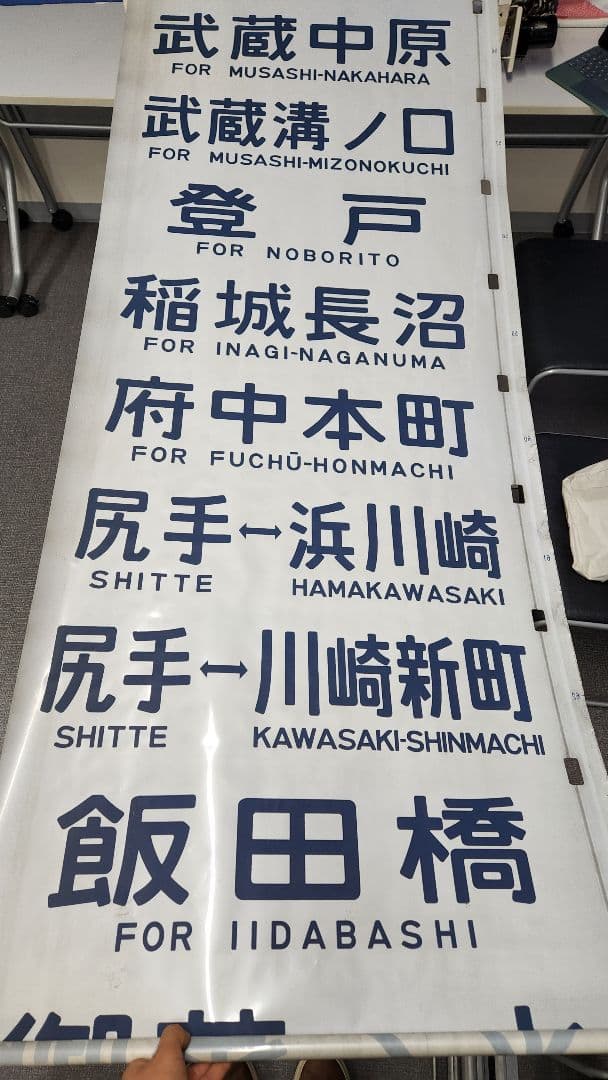 武蔵中原
FOR MUSASHI-NAKAHARA
武蔵溝ノ口
FOR MUSASHI-MIZONOKUCHI
登戸
FOR NOBORITO
稲城長沼
FOR INAGI-NAGANUMA
府中本町
FOR FUCHŪ-HONMACHI
尻手↔浜川崎
SHITTE HAMAKAWASAKI
尻手↔川崎新町
SHITTE KAWASAKI-SHINMACHI
飯田橋
FOR IIDABASHI